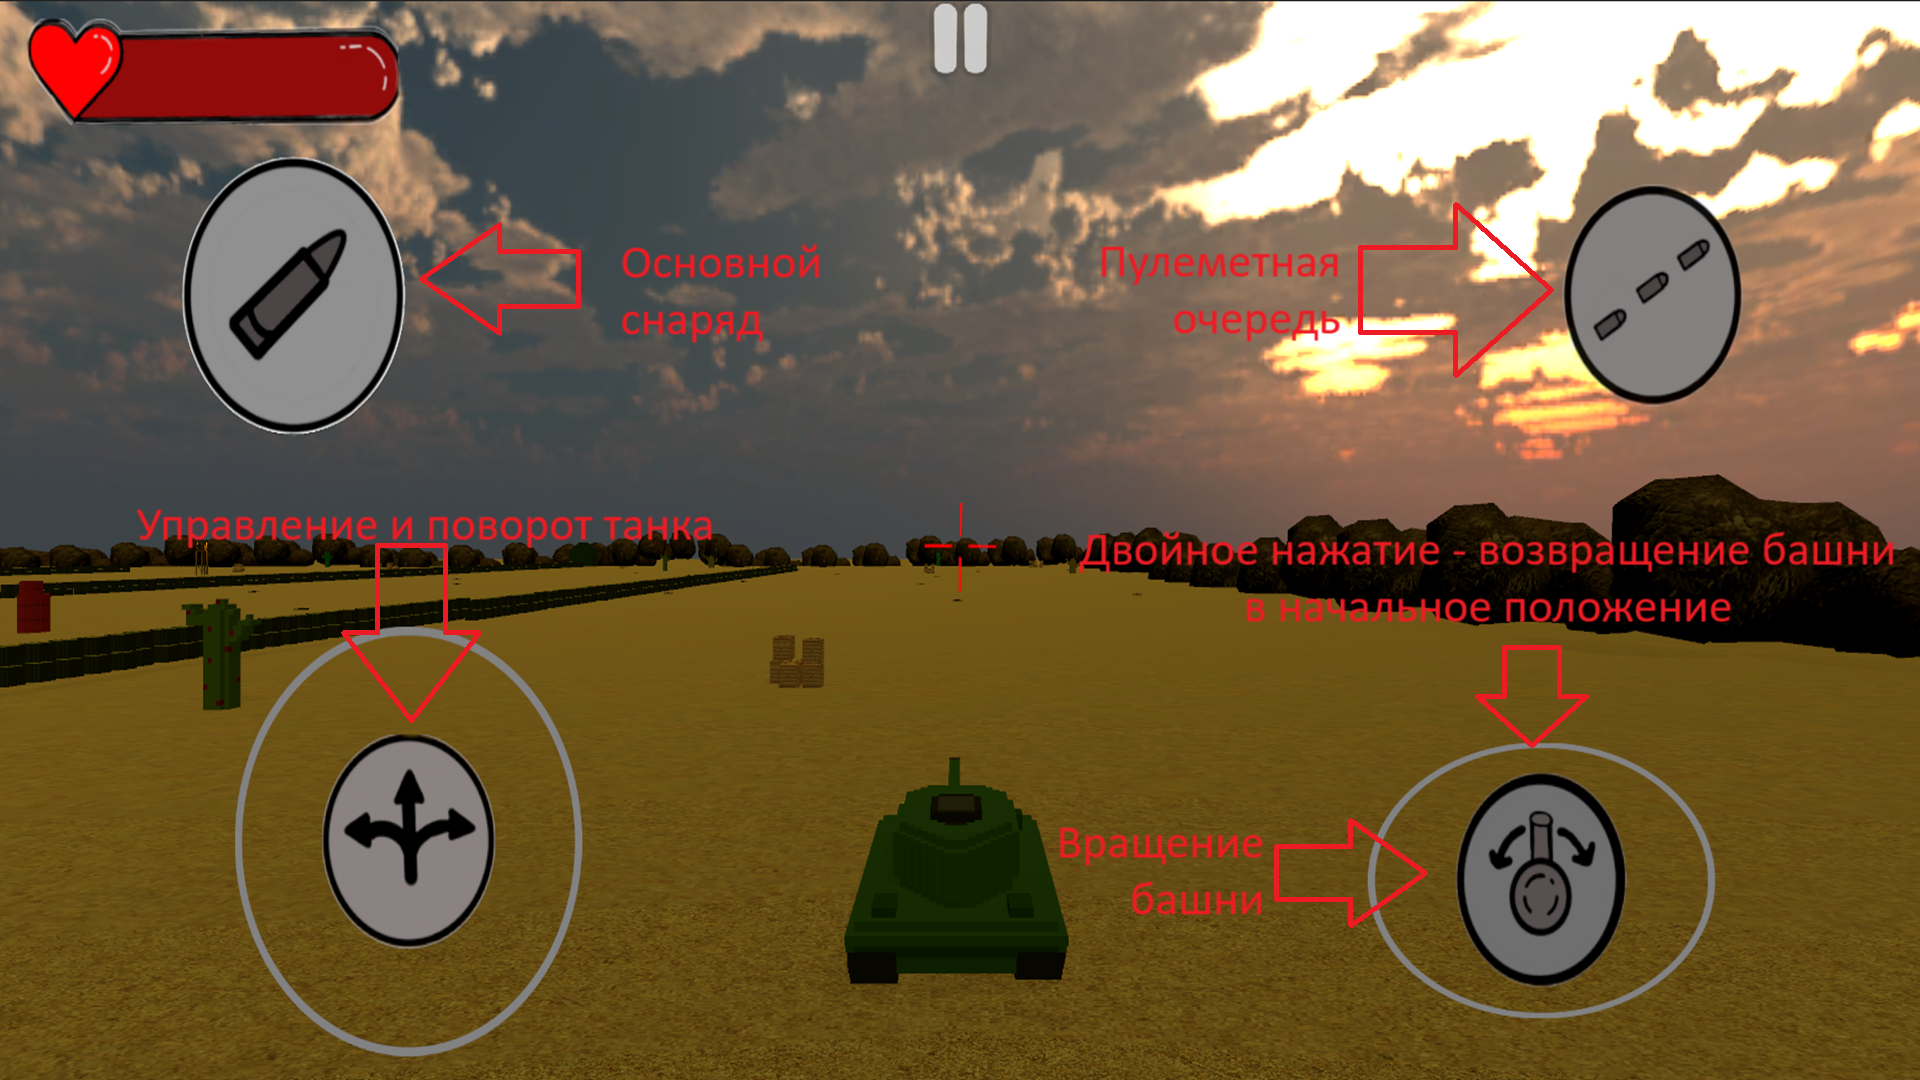 Основной
снаряд
Пулеметная
очередь
Управление и поворот танка
Двойное нажатие - возвращение башни
в начальное положение
Вращение
башни